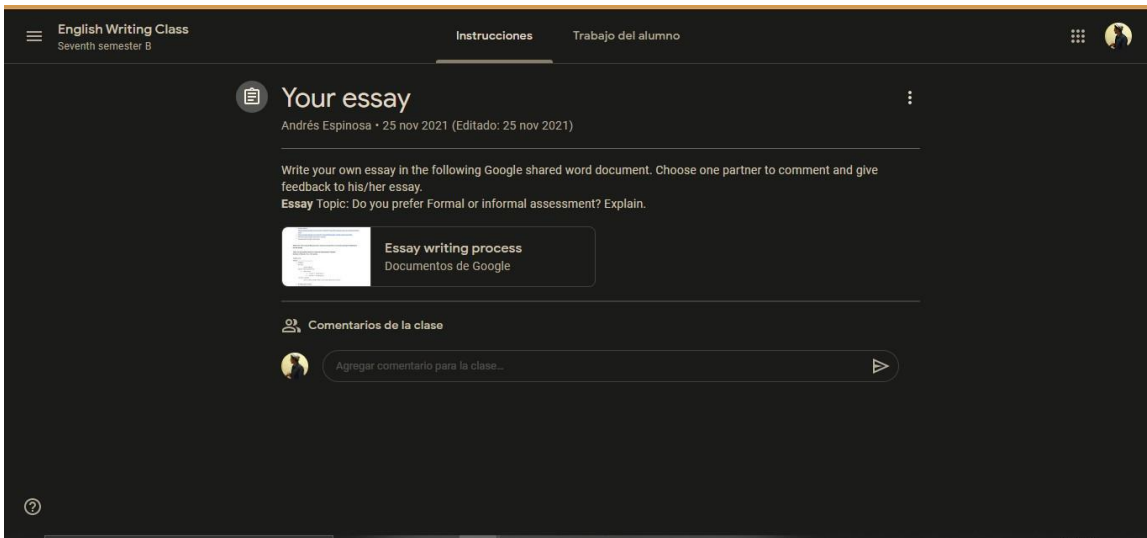 English Writing Class
Seventh semester B
Instrucciones
Trabajo del alumno
Your essay
Andrés Espinosa • 25 nov 2021 (Editado: 25 nov 2021)
Write your own essay in the following Google shared word document. Choose one partner to comment and give
feedback to his/her essay.
Essay Topic: Do you prefer Formal or informal assessment? Explain.
Essay writing process
Documentos de Google
Comentarios de la clase
Agregar comentario para la clase...